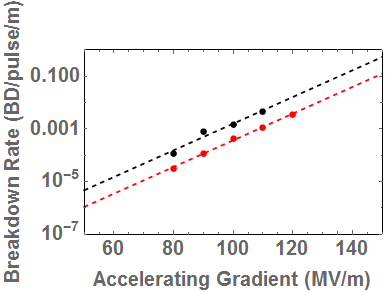 Breakdown Rate (BD/pulse/m)
0.100
0.001
10⁻⁵
10⁻⁷
60 80 100 120 140
Accelerating Gradient (MV/m)